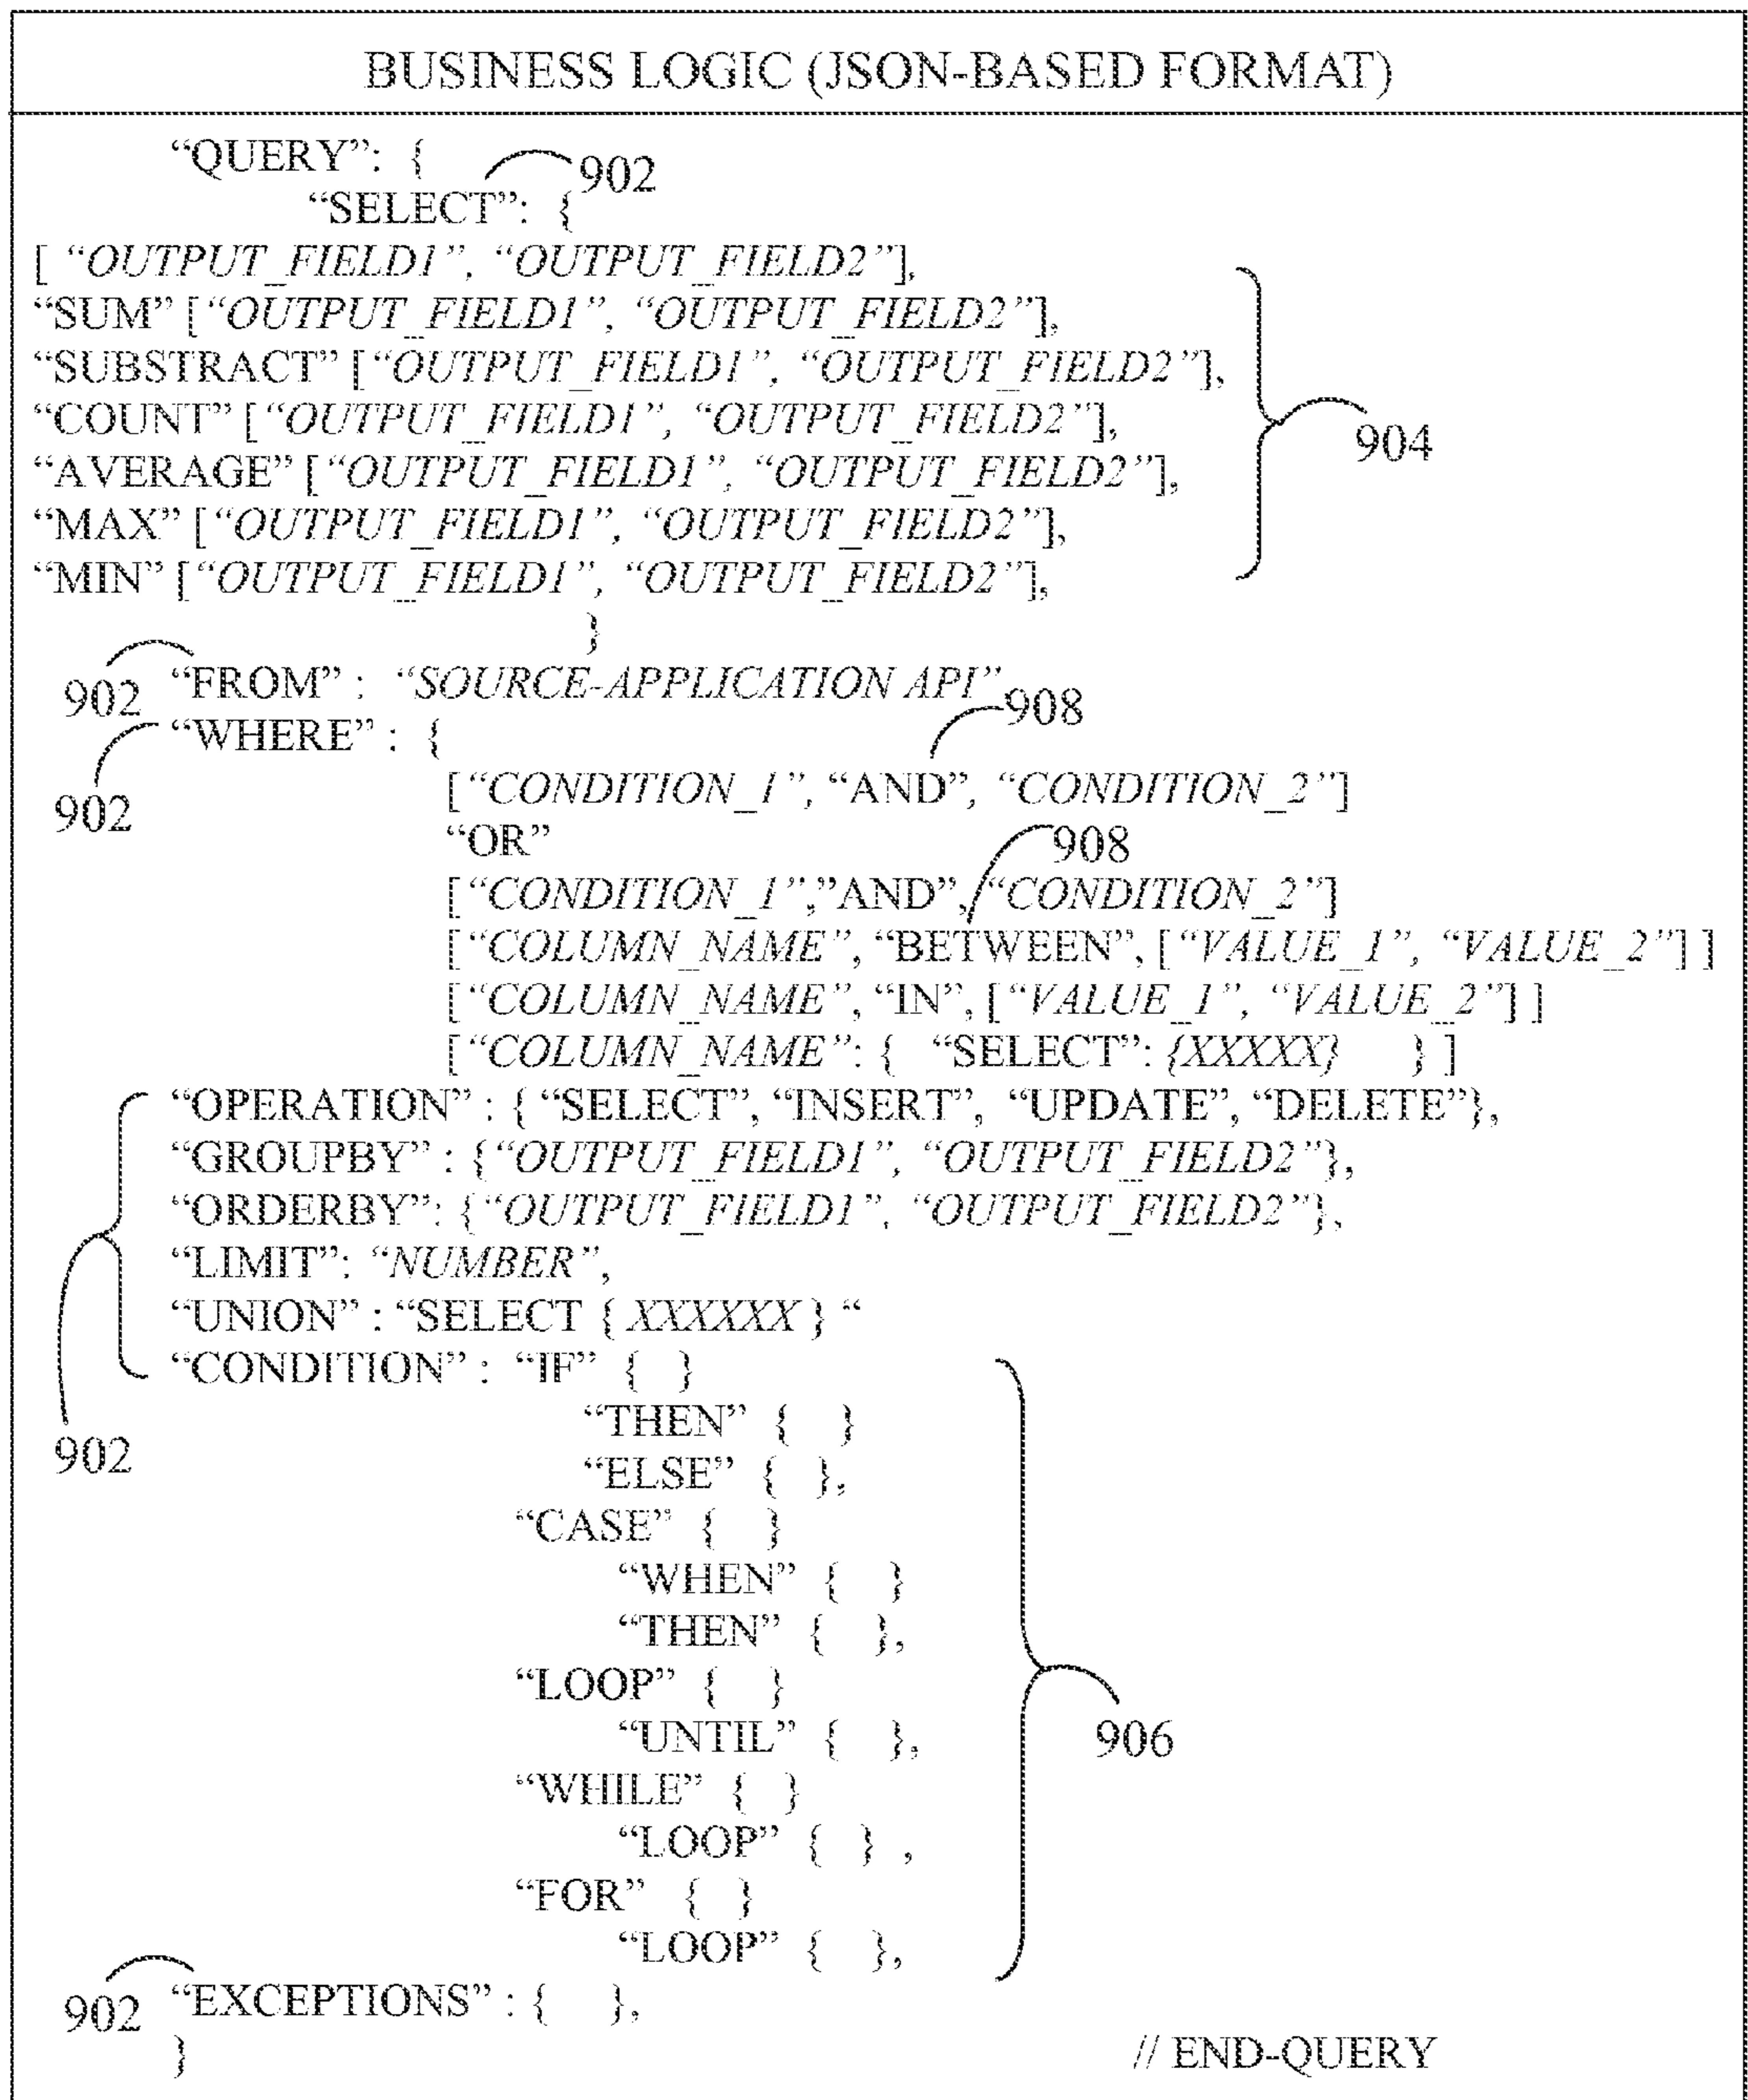 BUSINESS LOGIC (JSON-BASED FORMAT)
“QUERY”: {
902
“SELECT”: {
[ “OUTPUT_FIELD1”, “OUTPUT_FIELD2”],
“SUM” [“OUTPUT_FIELD1”, “OUTPUT_FIELD2”],
“SUBSTRACT” [“OUTPUT_FIELD1”, “OUTPUT_FIELD2”],
“COUNT” [“OUTPUT_FIELD1”, “OUTPUT_FIELD2”],
904
“AVERAGE” [“OUTPUT_FIELD1”, “OUTPUT_FIELD2”],
“MAX” [“OUTPUT_FIELD1”, “OUTPUT_FIELD2”],
“MIN” [“OUTPUT_FIELD1”, “OUTPUT_FIELD2”],
}
902 “FROM” : “SOURCE-APPLICATION API”
908
“WHERE” : {
902
[“CONDITION_1”, “AND”, “CONDITION_2”]
“OR”
908
[“CONDITION_1”,”AND”, “CONDITION_2”]
[“COLUMN_NAME”, “BETWEEN”, [“VALUE_1”, “VALUE_2”] ]
[“COLUMN_NAME”, “IN”, [“VALUE_1”, “VALUE_2”] ]
[“COLUMN_NAME”: { “SELECT”: {XXXXX} } ]
“OPERATION” : { “SELECT”, “INSERT”, “UPDATE”, “DELETE”},
“GROUPBY” : {“OUTPUT_FIELD1”, “OUTPUT_FIELD2”},
“ORDERBY”: {“OUTPUT_FIELD1”, “OUTPUT_FIELD2”},
“LIMIT”: “NUMBER”,
“UNION” : “SELECT { XXXXXX } “
“CONDITION” : “IF” { }
“THEN” { }
902
“ELSE” { },
“CASE” { }
“WHEN” { }
“THEN” { },
“LOOP” { }
“UNTIL” { },
906
“WHILE” { }
“LOOP” { } ,
“FOR” { }
“LOOP” { },
902 “EXCEPTIONS” : { },
} // END-QUERY